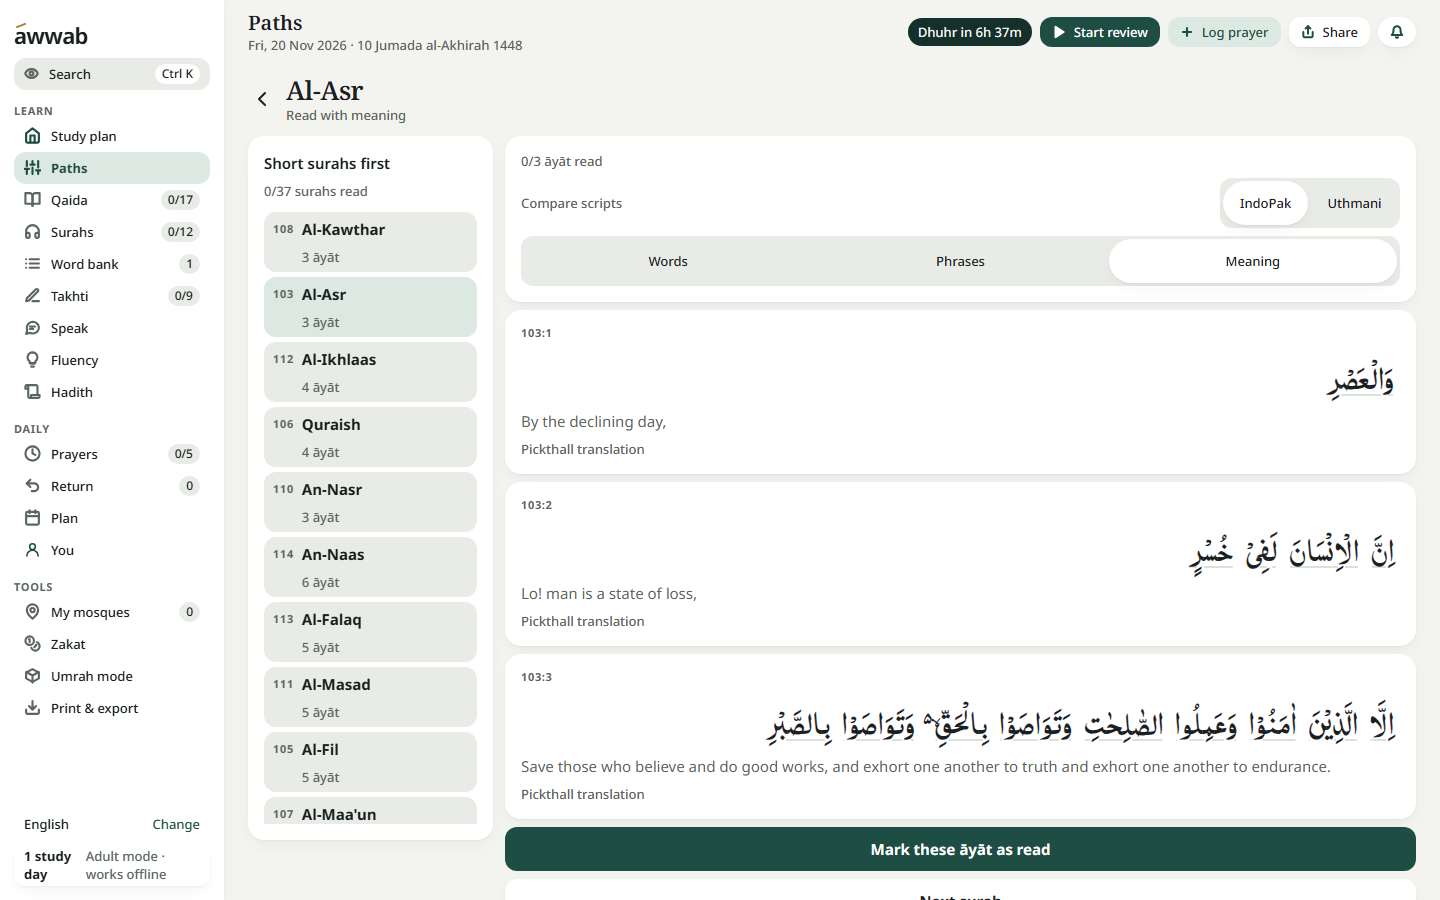 awwab
Search Ctrl K
LEARN
Study plan
Paths
Qaida 0/17
Surahs 0/12
Word bank 1
Takhti 0/9
Speak
Fluency
Hadith
DAILY
Prayers 0/5
Return 0
Plan
You
TOOLS
My mosques 0
Zakat
Umrah mode
Print & export
English Change
1 study day
Adult mode · works offline
Paths
Fri, 20 Nov 2026 · 10 Jumada al-Akhirah 1448
Dhuhr in 6h 37m
Start review
Log prayer
Share
Al-Asr
Read with meaning
Short surahs first
0/37 surahs read
108 Al-Kawthar
3 āyāt
103 Al-Asr
3 āyāt
112 Al-Ikhlaas
4 āyāt
106 Quraish
4 āyāt
110 An-Nasr
3 āyāt
114 An-Naas
6 āyāt
113 Al-Falaq
5 āyāt
111 Al-Masad
5 āyāt
105 Al-Fil
5 āyāt
107 Al-Maa'un
0/3 āyāt read
Compare scripts
IndoPak Uthmani
Words Phrases Meaning
103:1
وَالْعَصْرِ
By the declining day,
Pickthall translation
103:2
اِنَّ الْاِنْسَانَ لَفِیْ خُسْرٍ
Lo! man is a state of loss,
Pickthall translation
103:3
اِلَّا الَّذِیْنَ اٰمَنُوْا وَعَمِلُوا الصّٰلِحٰتِ وَتَوَاصَوْا بِالْحَقِّ ۙ۬ وَتَوَاصَوْا بِالصَّبْرِ
Save those who believe and do good works, and exhort one another to truth and exhort one another to endurance.
Pickthall translation
Mark these āyāt as read
Next surah